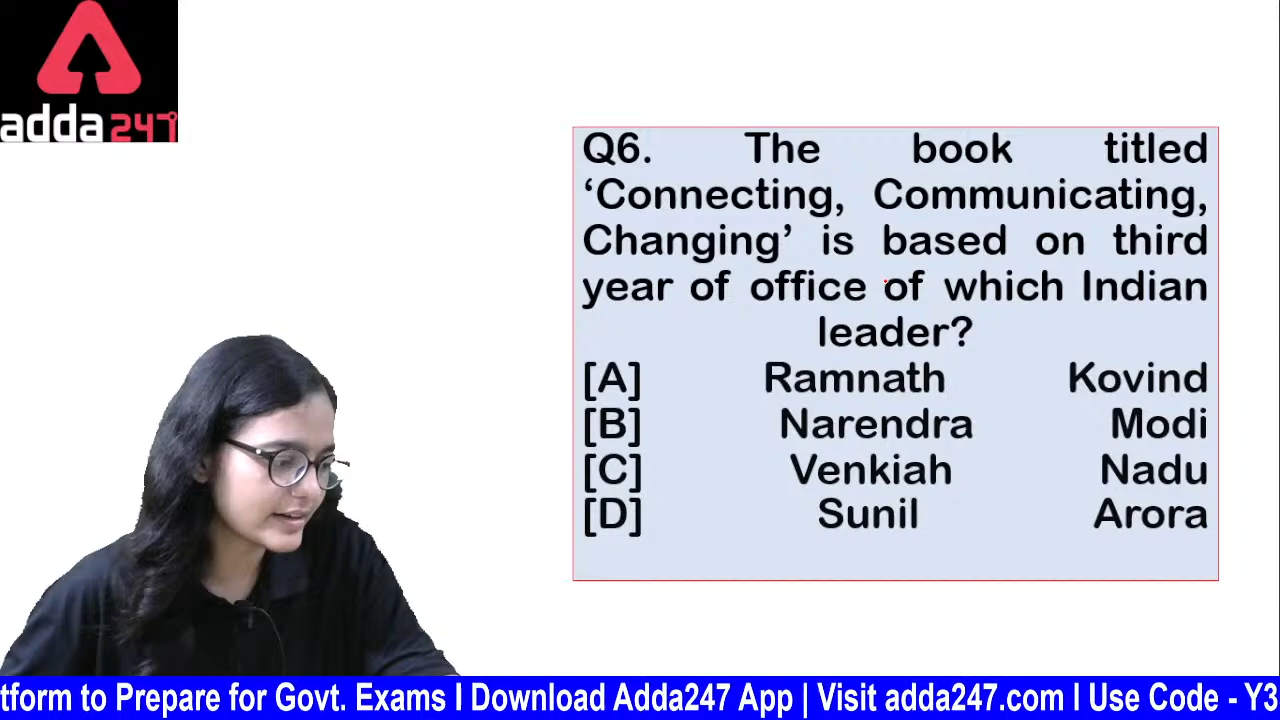 adda 247
Q6. The book titled
‘Connecting, Communicating,
Changing’ is based on third
year of office of which Indian
leader?
[A] Ramnath Kovind
[B] Narendra Modi
[C] Venkiah Nadu
[D] Sunil Arora
tform to Prepare for Govt. Exams I Download Adda247 App | Visit adda247.com I Use Code - Y3